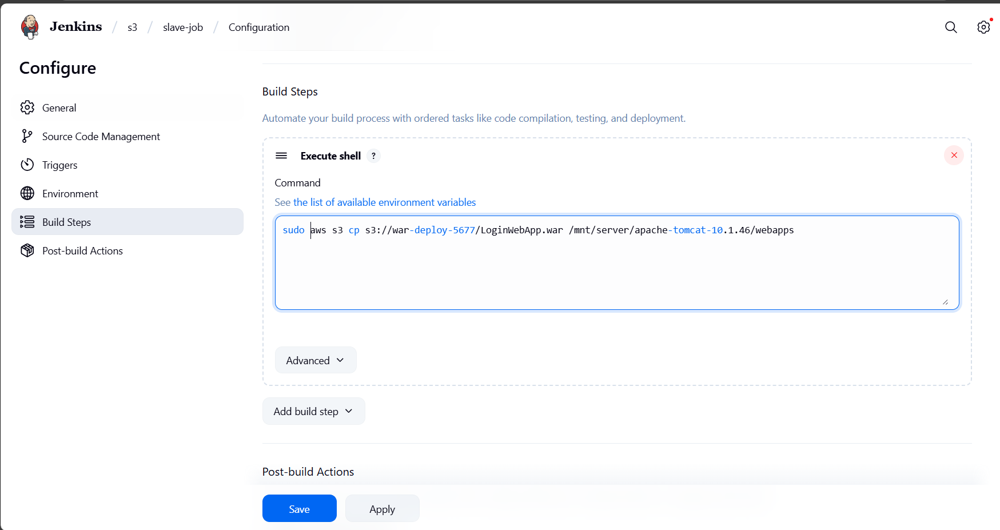 Jenkins / s3 / slave-job / Configuration
Configure
General
Source Code Management
Triggers
Environment
Build Steps
Post-build Actions
Build Steps
Automate your build process with ordered tasks like code compilation, testing, and deployment.
Execute shell ?
Command
See the list of available environment variables
sudo aws s3 cp s3://war-deploy-5677/LoginWebApp.war /mnt/server/apache-tomcat-10.1.46/webapps
Advanced
Add build step
Post-build Actions
Save Apply